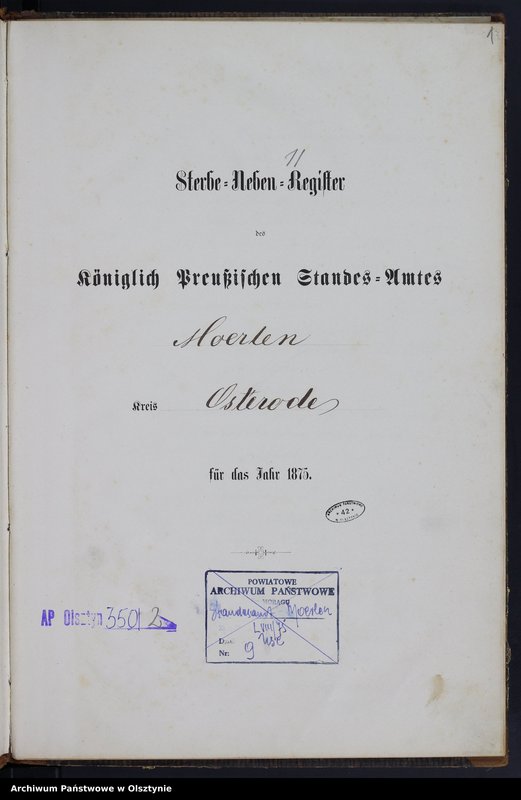 1
11
Sterbe=Neben=Register
des
Königlich Preußischen Standes=Amtes
Moerlen
Kreis Osterode
für das Jahr 1875.
42
POWIATOWE
ARCHIWUM PAŃSTWOWE
Standesamt Moerlen
Nr: 9
AP Olsztyn 350/2
Archiwum Państwowe w Olsztynie